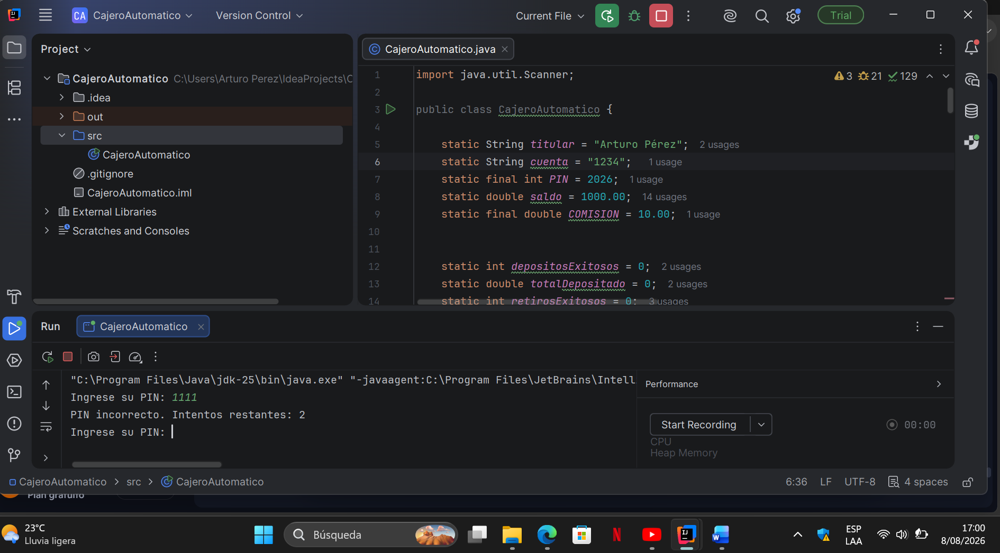 CA CajeroAutomatico Version Control Current File Trial
Project
CajeroAutomatico.java
CajeroAutomatico C:\Users\Arturo Perez\IdeaProjects\C
.idea
out
src
CajeroAutomatico
.gitignore
CajeroAutomatico.iml
External Libraries
Scratches and Consoles
3 21 129
1 import java.util.Scanner;
2
3 public class CajeroAutomatico {
4
5 static String titular = "Arturo Pérez"; 2 usages
6 static String cuenta = "1234"; 1 usage
7 static final int PIN = 2026; 1 usage
8 static double saldo = 1000.00; 14 usages
9 static final double COMISION = 10.00; 1 usage
10
11
12 static int depositosExitosos = 0; 2 usages
13 static double totalDepositado = 0; 2 usages
14 static int retirosExitosos = 0; 3 usages
Run CajeroAutomatico
"C:\Program Files\Java\jdk-25\bin\java.exe" "-javaagent:C:\Program Files\JetBrains\Intell
Ingrese su PIN: 1111
PIN incorrecto. Intentos restantes: 2
Ingrese su PIN:
Performance
Start Recording 00:00
CPU
Heap Memory
CajeroAutomatico > src > CajeroAutomatico 6:36 LF UTF-8 4 spaces
Plan gratuito
23°C
Lluvia ligera
Búsqueda
ESP
LAA
17:00
8/08/2026